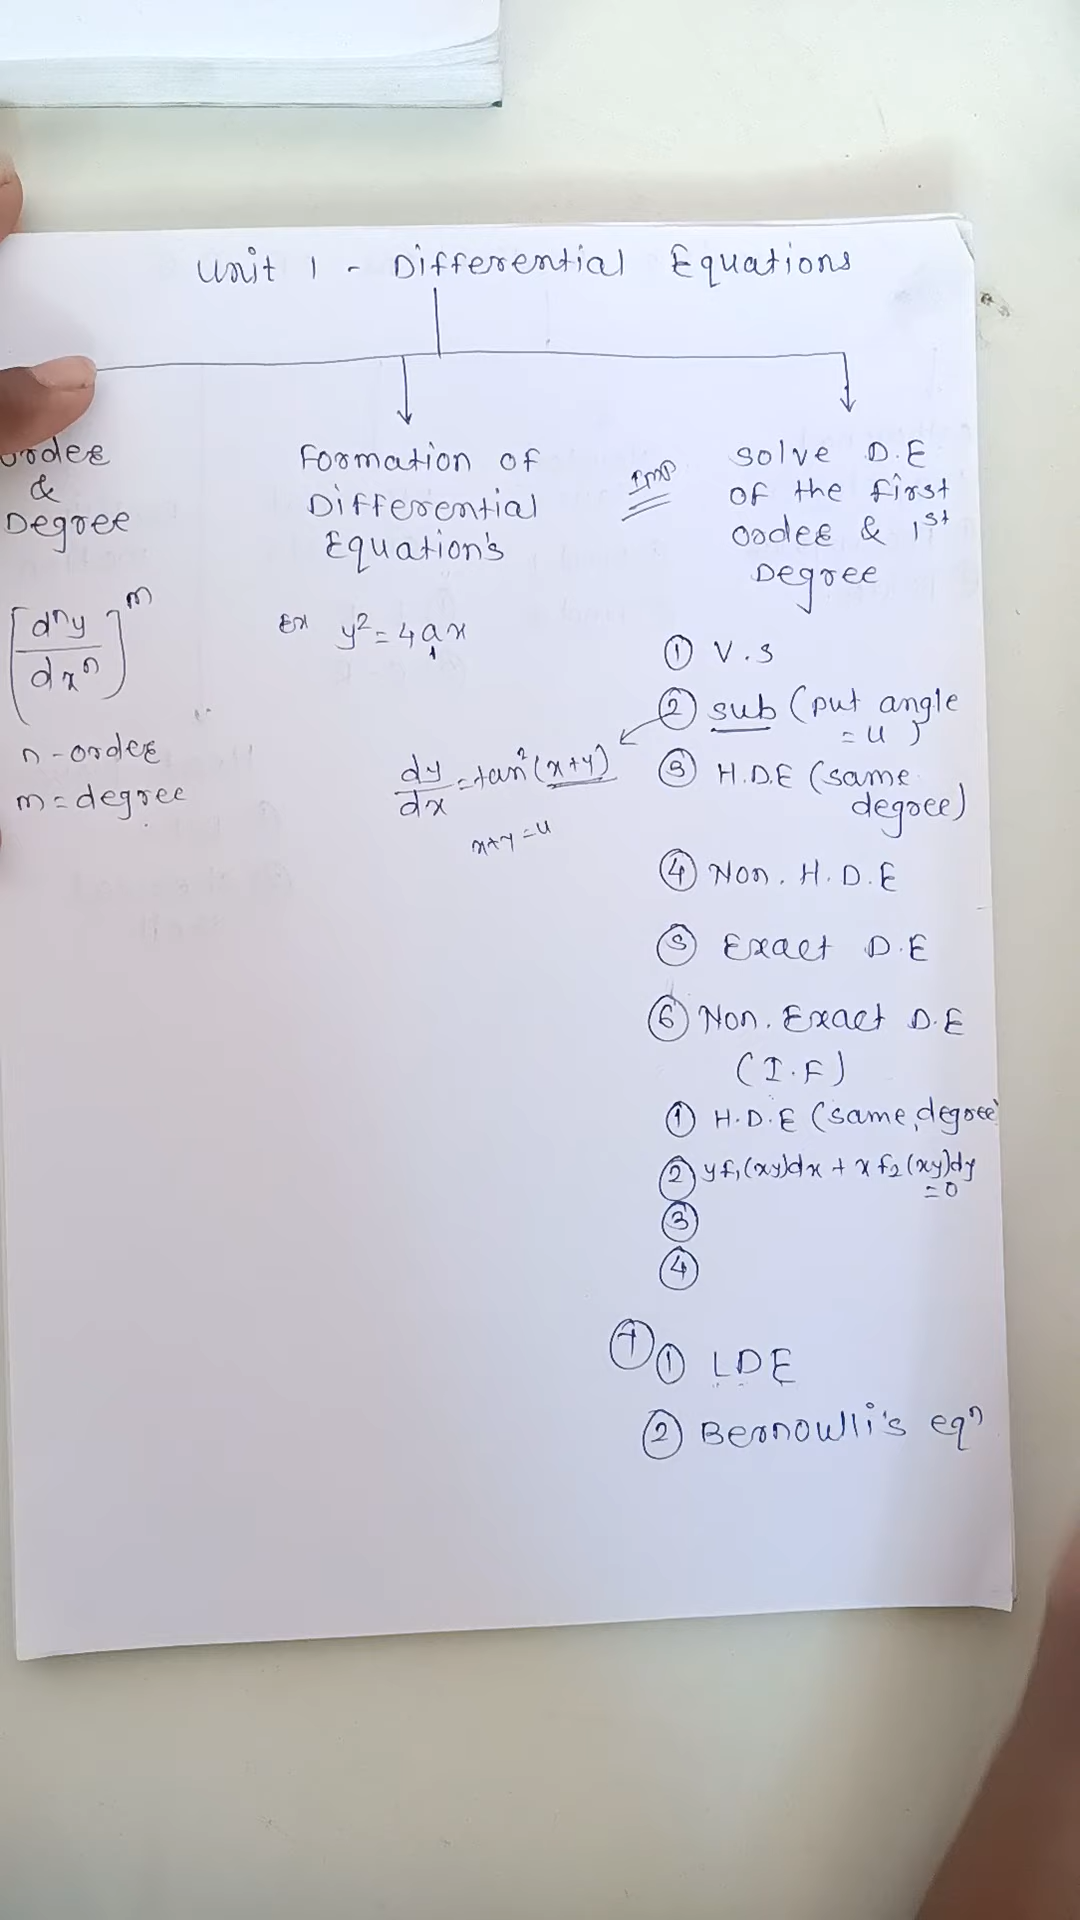 Unit 1 - Differential Equations
Order
&
Degree
[dⁿy/dxⁿ]ᵐ
n - order
m = degree
Formation of
Differential
Equation's
Ex y² = 4ax
1
dy/dx = tan²(x+y)
x+y = u
Imp
Solve D.E
of the first
order & 1st
Degree
① V.S
② sub (put angle
= u)
③ H.D.E (same
degree)
④ Non. H.D.E
⑤ Exact D.E
⑥ Non. Exact D.E
(I.F)
① H.D.E (same, degree
② yf₁(xy)dx + xf₂(xy)dy
= 0
③
④
⑦ ① LDE
② Bernowlli's eqⁿ